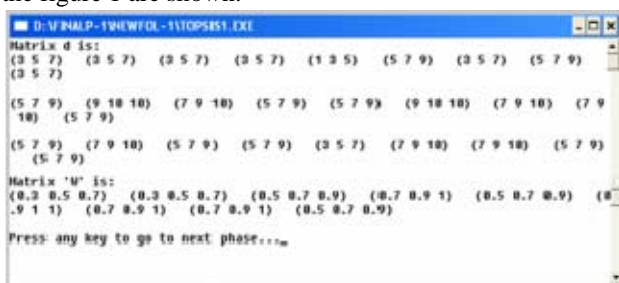 the figure 1 are shown.
D:\FINALP~1\NEWFOL~1\TOPSIS1.EXE
Matrix d is:
(3 5 7) (3 5 7) (3 5 7) (3 5 7) (1 3 5) (5 7 9) (3 5 7) (5 7 9)
(3 5 7)
(5 7 9) (9 10 10) (7 9 10) (5 7 9) (5 7 9) (9 10 10) (7 9 10) (7 9
10) (5 7 9)
(5 7 9) (7 9 10) (5 7 9) (5 7 9) (3 5 7) (7 9 10) (7 9 10) (5 7 9)
(5 7 9)
Matrix 'W' is:
(0.3 0.5 0.7) (0.3 0.5 0.7) (0.5 0.7 0.9) (0.7 0.9 1) (0.5 0.7 0.9) (0
.9 1 1) (0.7 0.9 1) (0.7 0.9 1) (0.5 0.7 0.9)
Press any key to go to next phase..._